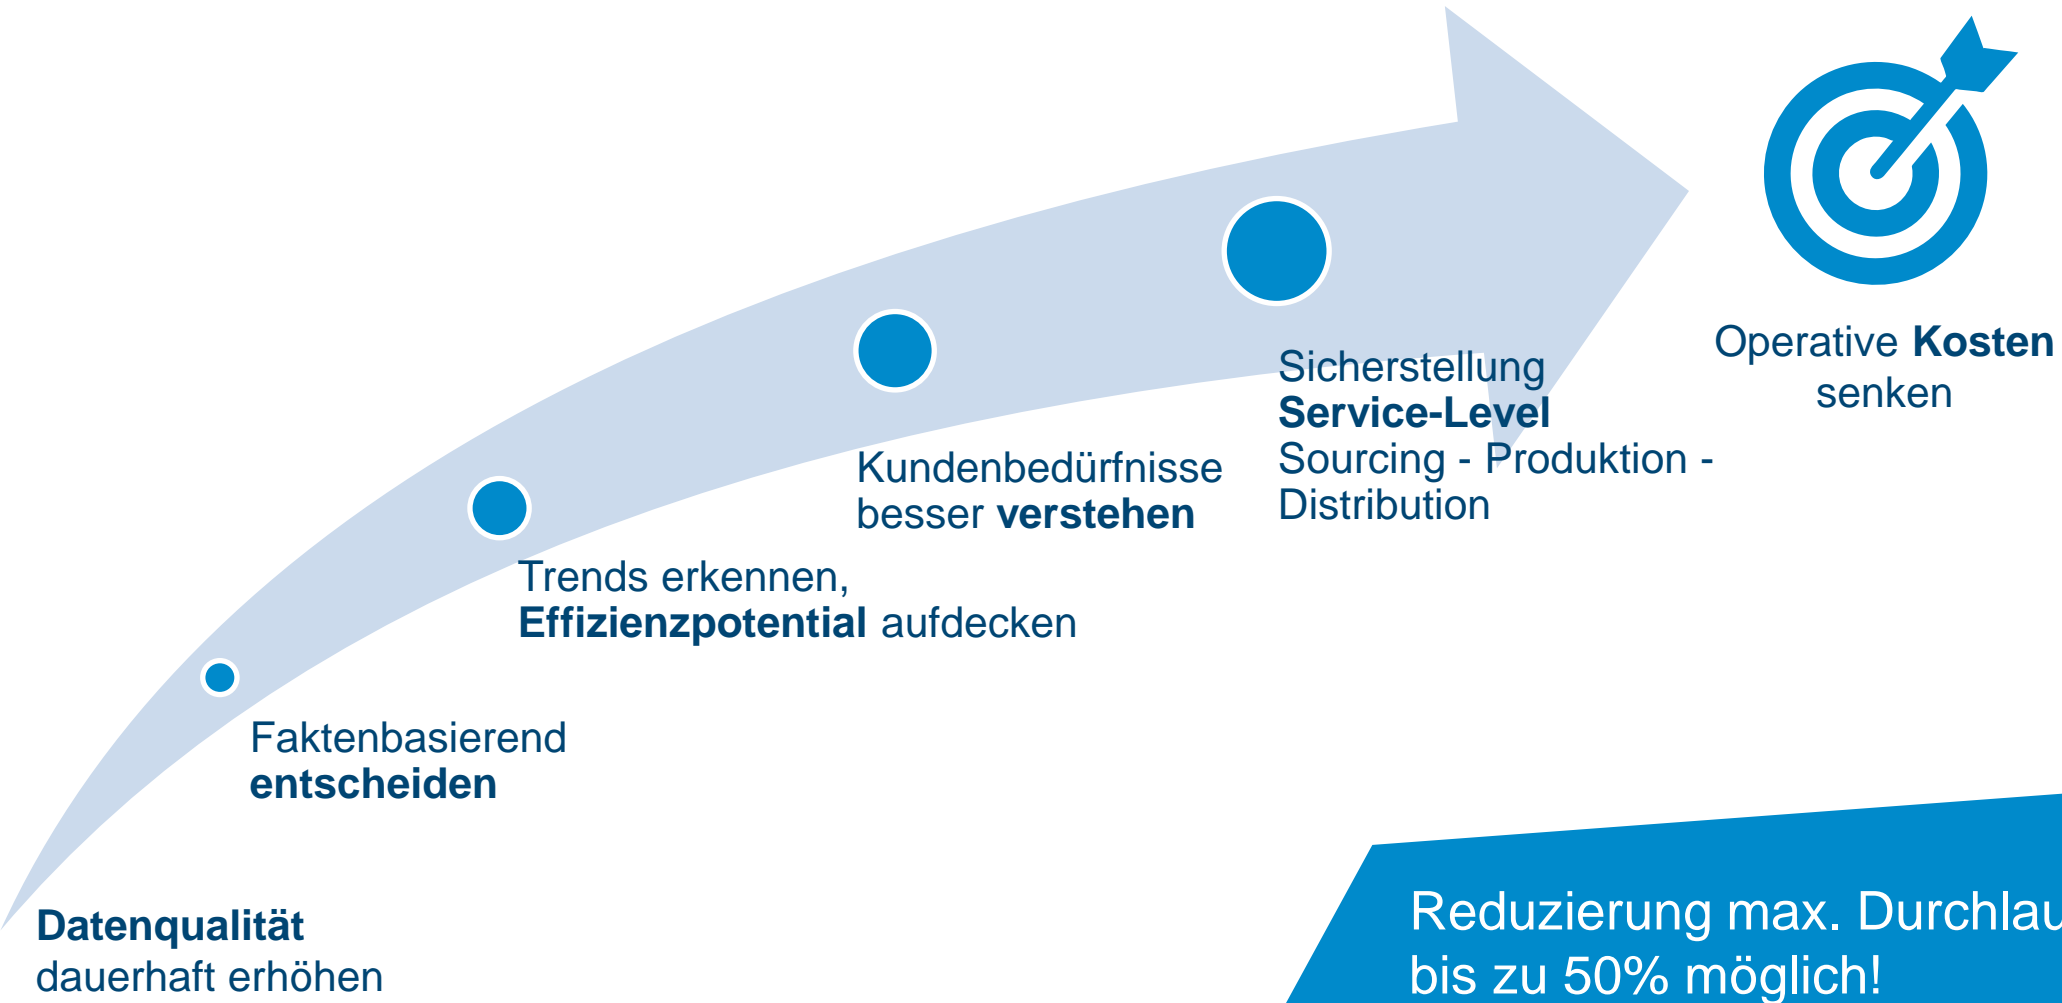 Operative Kosten
senken
Sicherstellung
Service-Level
Sourcing - Produktion -
Distribution
Kundenbedürfnisse
besser verstehen
Trends erkennen,
Effizienzpotential aufdecken
Faktenbasierend
entscheiden
Datenqualität
dauerhaft erhöhen
Reduzierung max.
bis zu 50% möglich!